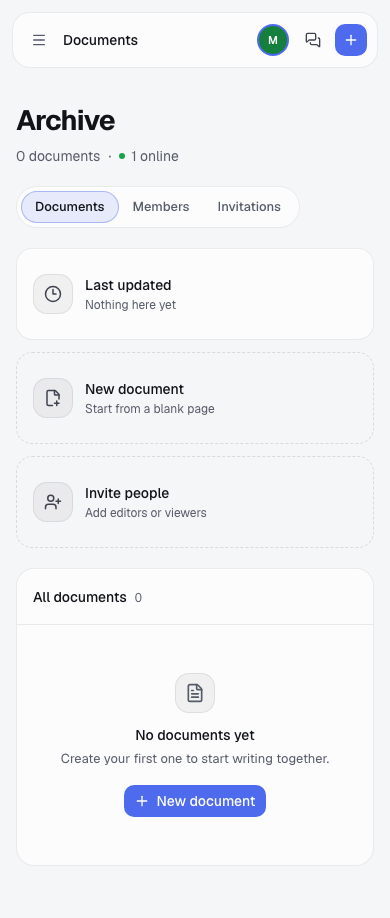 Documents
M
Archive
0 documents · 1 online
Documents Members Invitations
Last updated
Nothing here yet
New document
Start from a blank page
Invite people
Add editors or viewers
All documents 0
No documents yet
Create your first one to start writing together.
New document